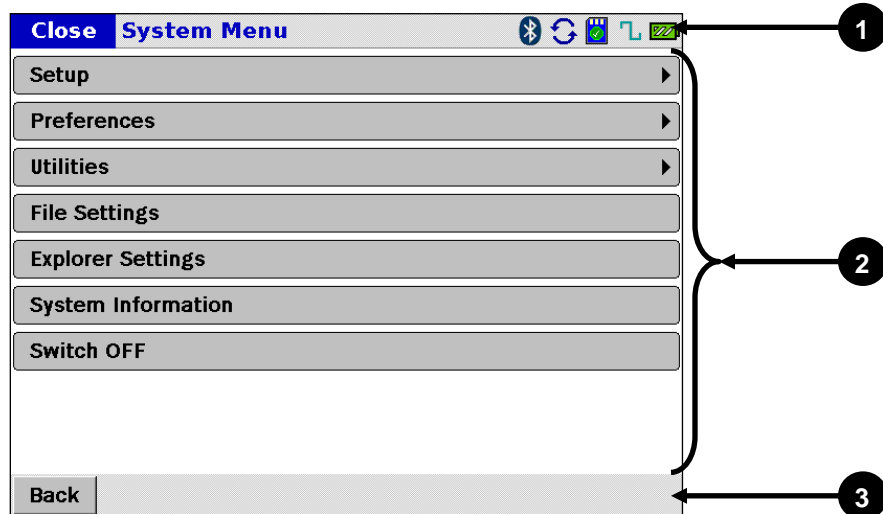 Close System Menu
1
Setup
Preferences
Utilities
File Settings
Explorer Settings
2
System Information
Switch OFF
Back
3